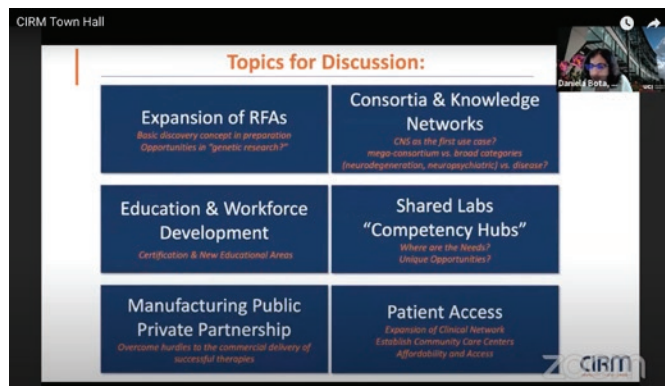 CIRM Town Hall
Topics for Discussion:
Daniela Bota, ...
UCI
Expansion of RFAs
Basic discovery concept in preparation
Opportunities in "genetic research?"
Consortia & Knowledge
Networks
CNS as the first use case?
mega-consortium vs. broad categories
(neurodegeneration, neuropsychiatric) vs. disease?
Education & Workforce
Development
Certification & New Educational Areas
Shared Labs
"Competency Hubs"
Where are the Needs?
Unique Opportunities?
Manufacturing Public
Private Partnership
Overcome hurdles to the commercial delivery of
successful therapies
Patient Access
Expansion of Clinical Network
Establish Community Care Centers
Affordability and Access
zoom
CIRM